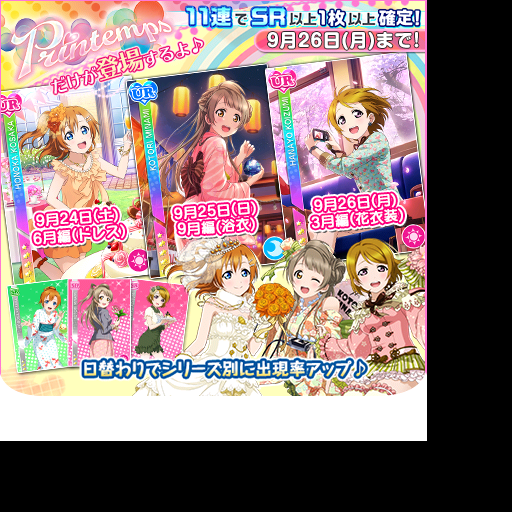 11連でSR以上1枚以上確定!
Printemps
だけが登場するよ♪
9月26日(月)まで!
UR
HONOKA KOSAKA
9月24日(土)
6月編(ドレス)
UR
KOTORI MINAMI
9月25日(日)
9月編(浴衣)
UR
HANAYO KOIZUMI
9月26日(月)
3月編(花衣装)
日替わりでシリーズ別に出現率アップ♪